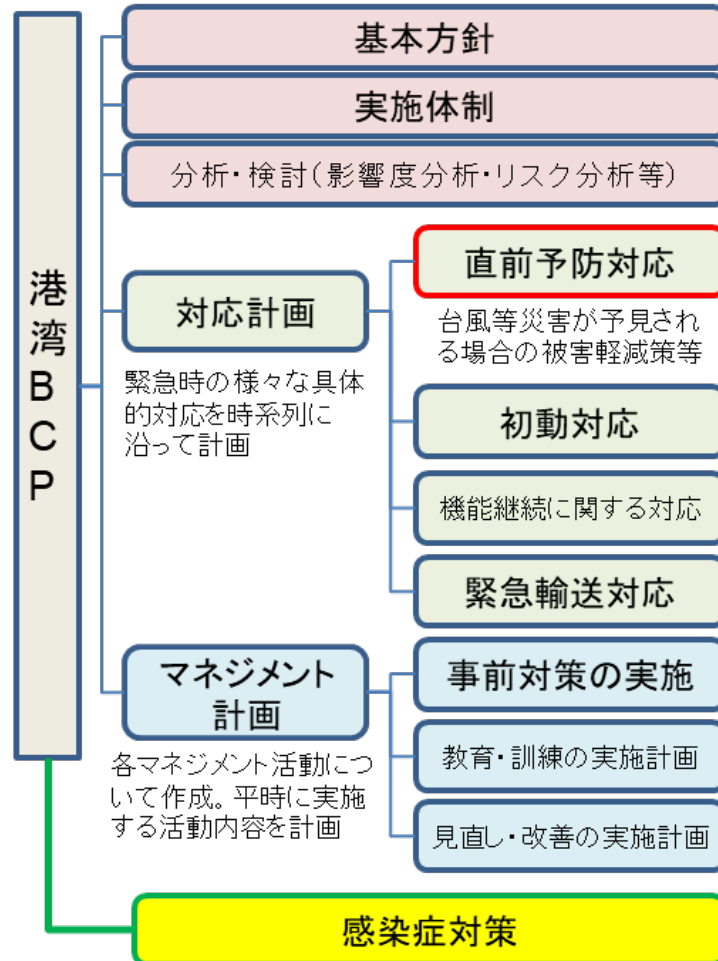 港湾BCP
基本方針
実施体制
分析・検討(影響度分析・リスク分析等)
対応計画
緊急時の様々な具体
的対応を時系列に
沿って計画
直前予防対応
台風等災害が予見され
る場合の被害軽減策等
初動対応
機能継続に関する対応
緊急輸送対応
マネジメント
計画
各マネジメント活動につ
いて作成。平時に実施
する活動内容を計画
事前対策の実施
教育・訓練の実施計画
見直し・改善の実施計画
感染症対策